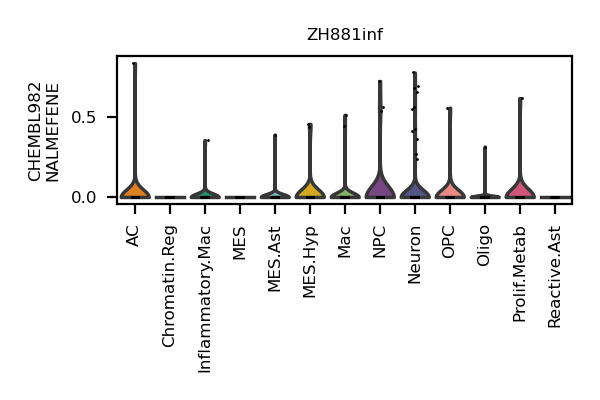 ZH881inf
CHEMBL982
NALMEFENE
0.5
0.0
AC
Chromatin.Reg
Inflammatory.Mac
MES
MES.Ast
MES.Hyp
Mac
NPC
Neuron
OPC
Oligo
Prolif.Metab
Reactive.Ast